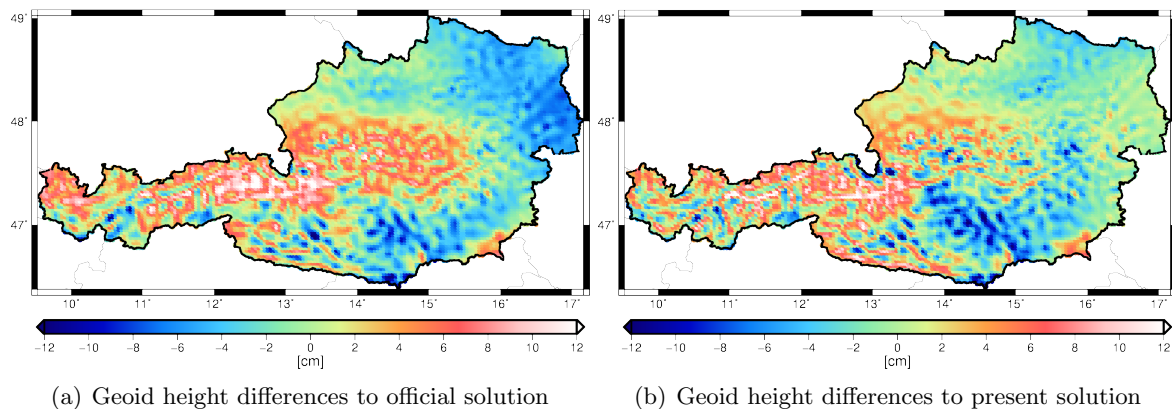 49˚
48˚
47˚
10˚ 11˚ 12˚ 13˚ 14˚ 15˚ 16˚ 17˚
−12 −10 −8 −6 −4 −2 0 2 4 6 8 10 12
[cm]
(a) Geoid height differences to official solution
49˚
48˚
47˚
10˚ 11˚ 12˚ 13˚ 14˚ 15˚ 16˚ 17˚
−12 −10 −8 −6 −4 −2 0 2 4 6 8 10 12
[cm]
(b) Geoid height differences to present solution